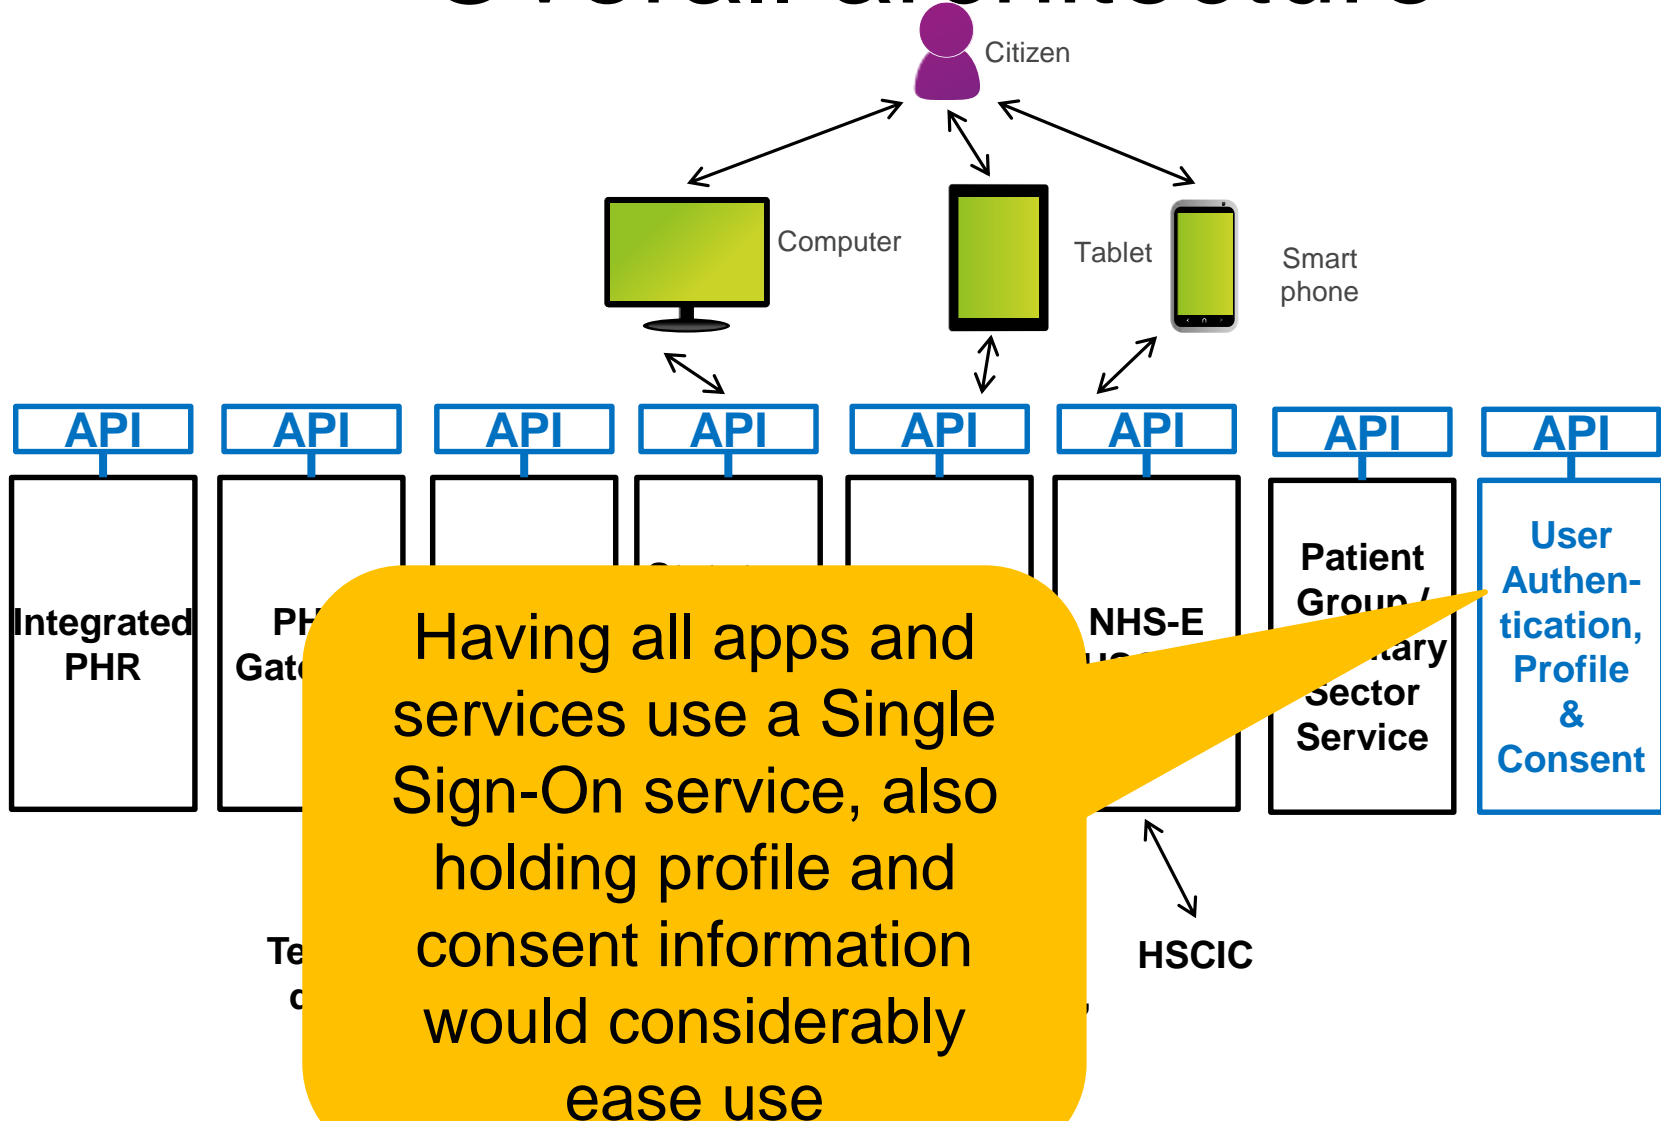 Overall architecture
Citizen
Computer
Tablet
Smart
phone
API
API
API
API
API
API
API
API
Integrated
PHR
NHS-E
Patient
Group /
Sector
Service
User
Authen-
tication,
Profile
&
Consent
Having all apps and
services use a Single
Sign-On service, also
holding profile and
consent information
would considerably
ease use
HSCIC